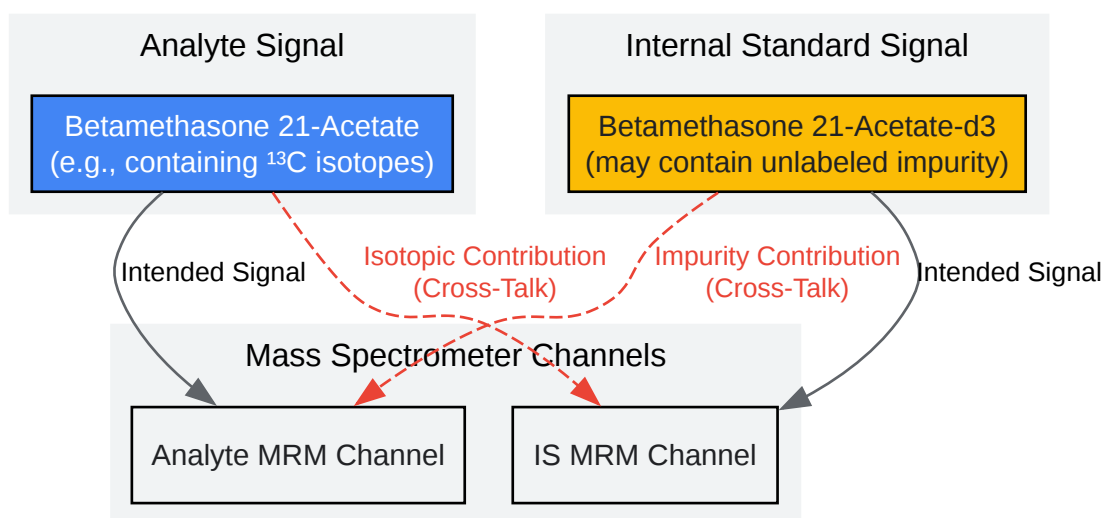 Analyte Signal
Internal Standard Signal
Betamethasone 21-Acetate
(e.g., containing ¹³C isotopes)
Betamethasone 21-Acetate-d3
(may contain unlabeled impurity)
Intended Signal
Isotopic Contribution
(Cross-Talk)
Impurity Contribution
(Cross-Talk)
Intended Signal
Mass Spectrometer Channels
Analyte MRM Channel
IS MRM Channel